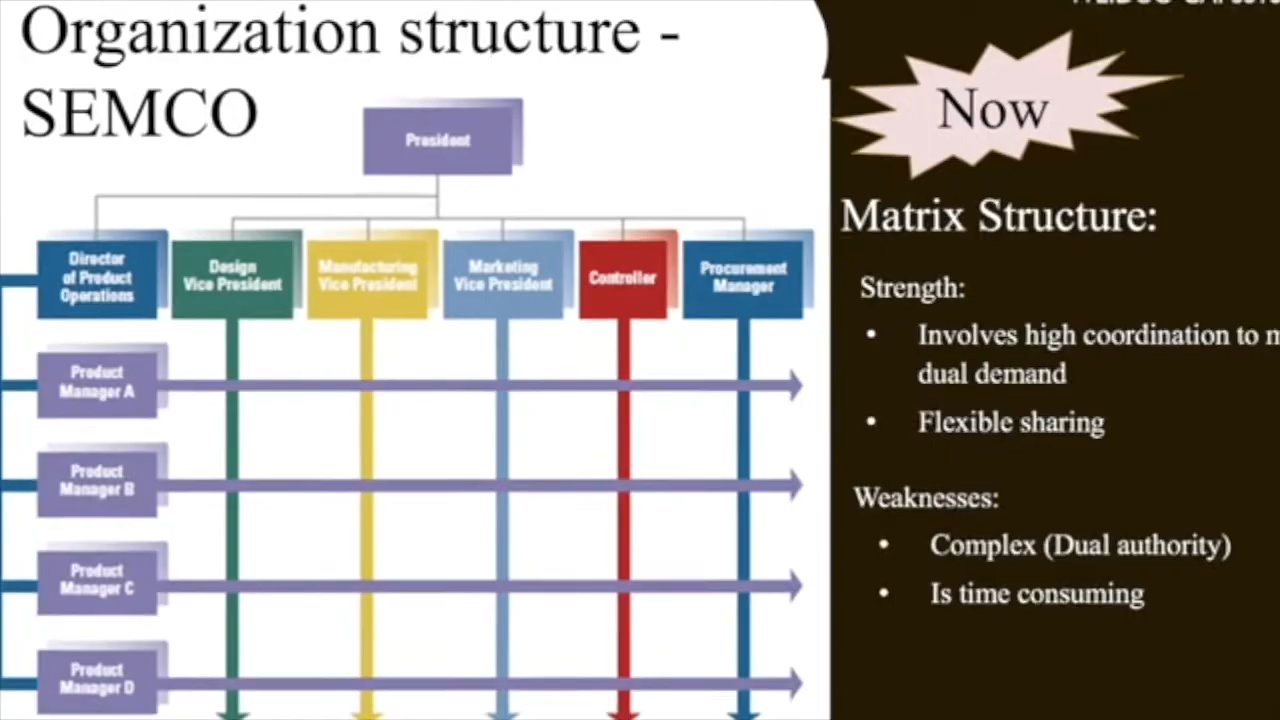 Organization structure -
SEMCO
President
Director
of Product
Operations
Design
Vice President
Manufacturing
Vice President
Marketing
Vice President
Controller
Procurement
Manager
Product
Manager A
Product
Manager B
Product
Manager C
Product
Manager D
Now
Matrix Structure:
Strength:
• Involves high coordination to
dual demand
• Flexible sharing
Weaknesses:
• Complex (Dual authority)
• Is time consuming